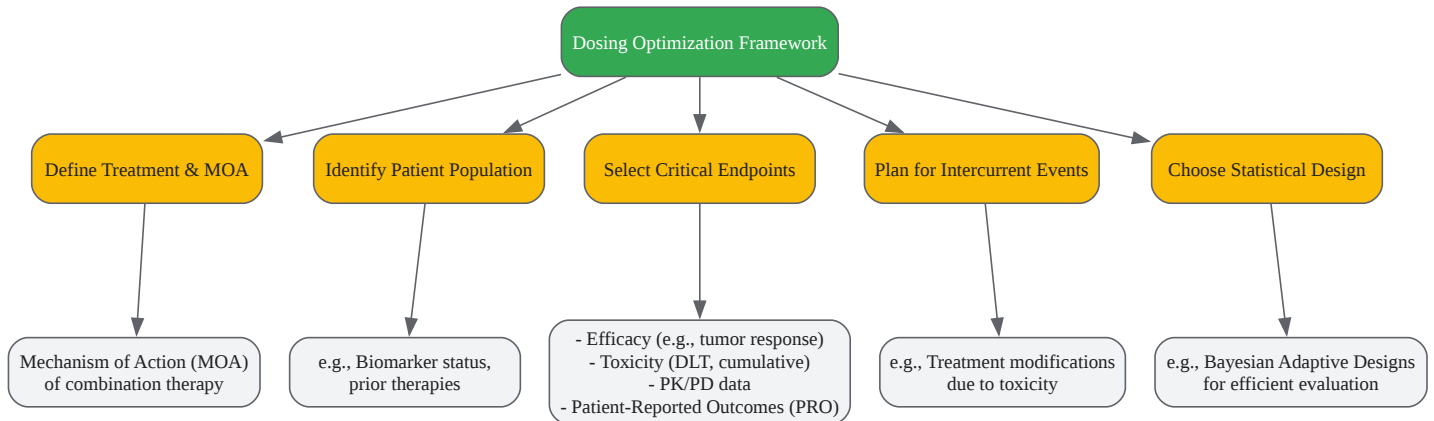 Dosing Optimization Framework
Define Treatment & MOA
Identify Patient Population
Select Critical Endpoints
Plan for Intercurrent Events
Choose Statistical Design
Mechanism of Action (MOA)
of combination therapy
e.g., Biomarker status,
prior therapies
- Efficacy (e.g., tumor response)
- Toxicity (DLT, cumulative)
- PK/PD data
- Patient-Reported Outcomes (PRO)
e.g., Treatment modifications
due to toxicity
e.g., Bayesian Adaptive Designs
for efficient evaluation